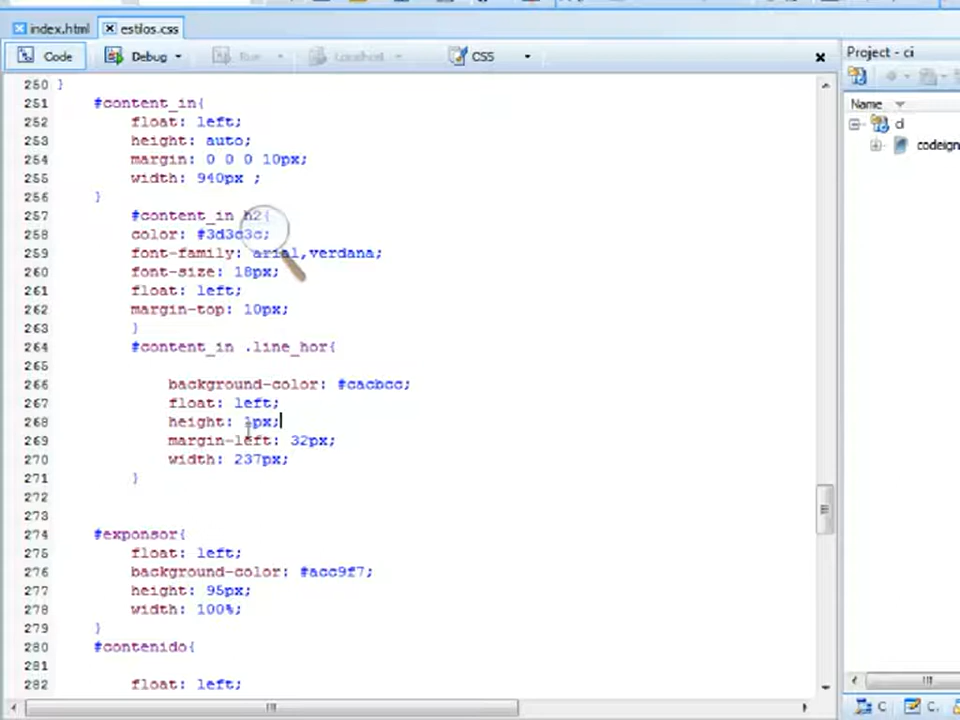 index.html estilos.css
Code Debug Run Localhost CSS
Project - ci
Name
ci
codeign
250 }
251 #content_in{
252 float: left;
253 height: auto;
254 margin: 0 0 0 10px;
255 width: 940px ;
256 }
257 #content_in h2{
258 color: #3d3c3c;
259 font-family: arial,verdana;
260 font-size: 18px;
261 float: left;
262 margin-top: 10px;
263 }
264 #content_in .line_hor{
265
266 background-color: #cacbcc;
267 float: left;
268 height: 1px;
269 margin-left: 32px;
270 width: 237px;
271 }
272
273
274 #exponsor{
275 float: left;
276 background-color: #acc9f7;
277 height: 95px;
278 width: 100%;
279 }
280 #contenido{
281
282 float: left;
C C.